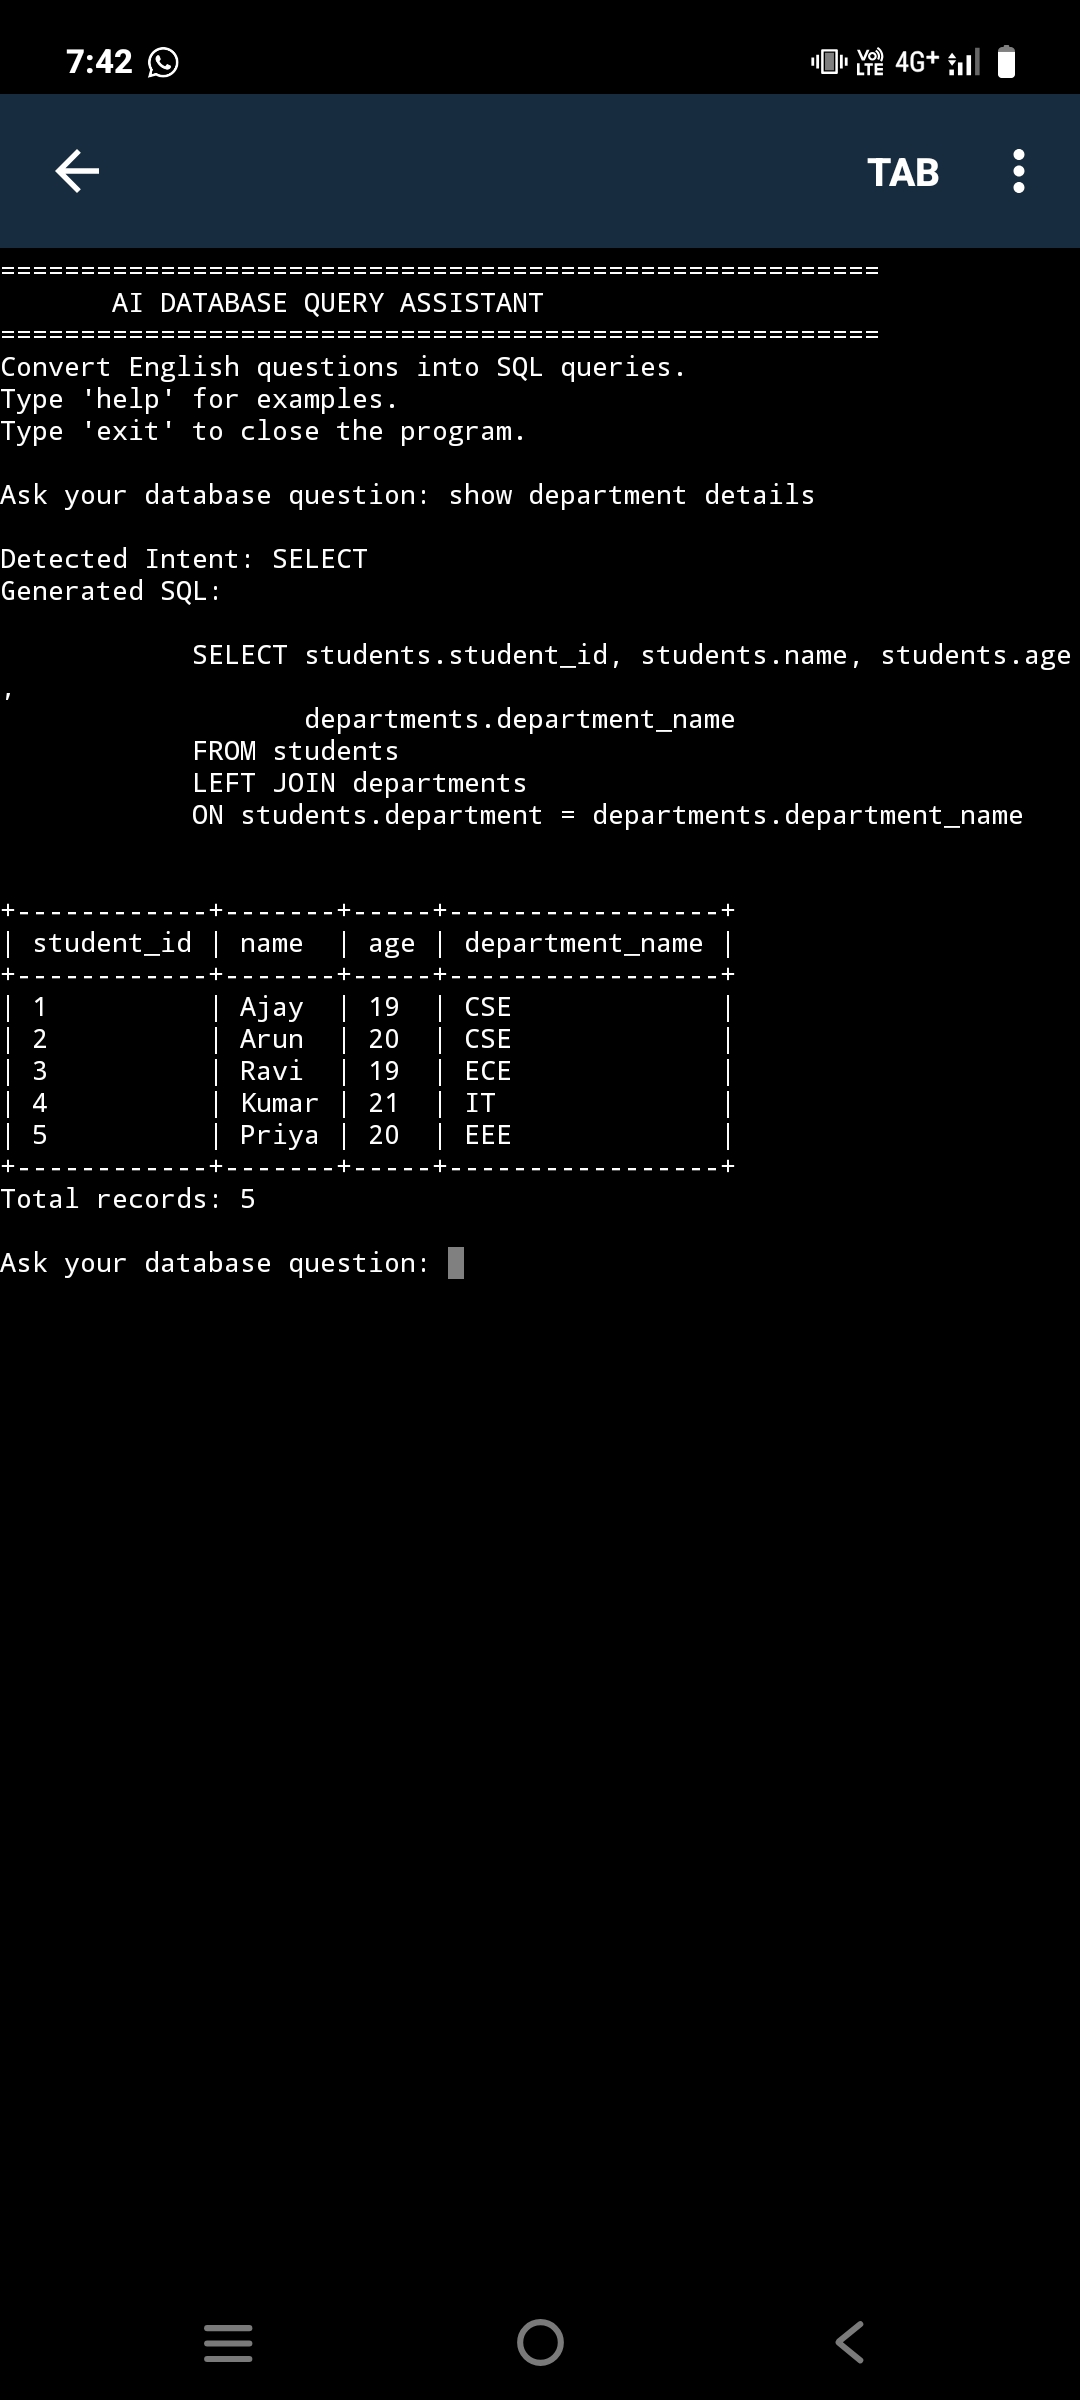 7:42 Vo) LTE 4G+
TAB
=======================================================
       AI DATABASE QUERY ASSISTANT
=======================================================
Convert English questions into SQL queries.
Type 'help' for examples.
Type 'exit' to close the program.

Ask your database question: show department details

Detected Intent: SELECT
Generated SQL:

            SELECT students.student_id, students.name, students.age
,
                   departments.department_name
            FROM students
            LEFT JOIN departments
            ON students.department = departments.department_name


+------------+-------+-----+-----------------+
| student_id | name  | age | department_name |
+------------+-------+-----+-----------------+
| 1          | Ajay  | 19  | CSE             |
| 2          | Arun  | 20  | CSE             |
| 3          | Ravi  | 19  | ECE             |
| 4          | Kumar | 21  | IT              |
| 5          | Priya | 20  | EEE             |
+------------+-------+-----+-----------------+
Total records: 5

Ask your database question: